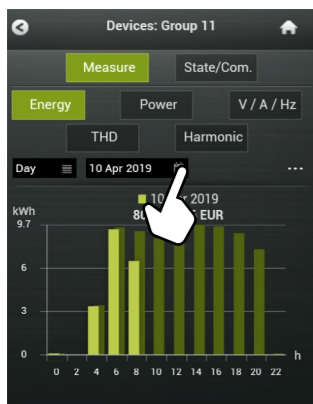 Devices: Group 11
Measure State/Com.
Energy Power V / A / Hz
THD Harmonic
Day 10 Apr 2019 ...
2019
80 EUR
kWh
9.7
6
3
0
0 2 4 6 8 10 12 14 16 18 20 22 h